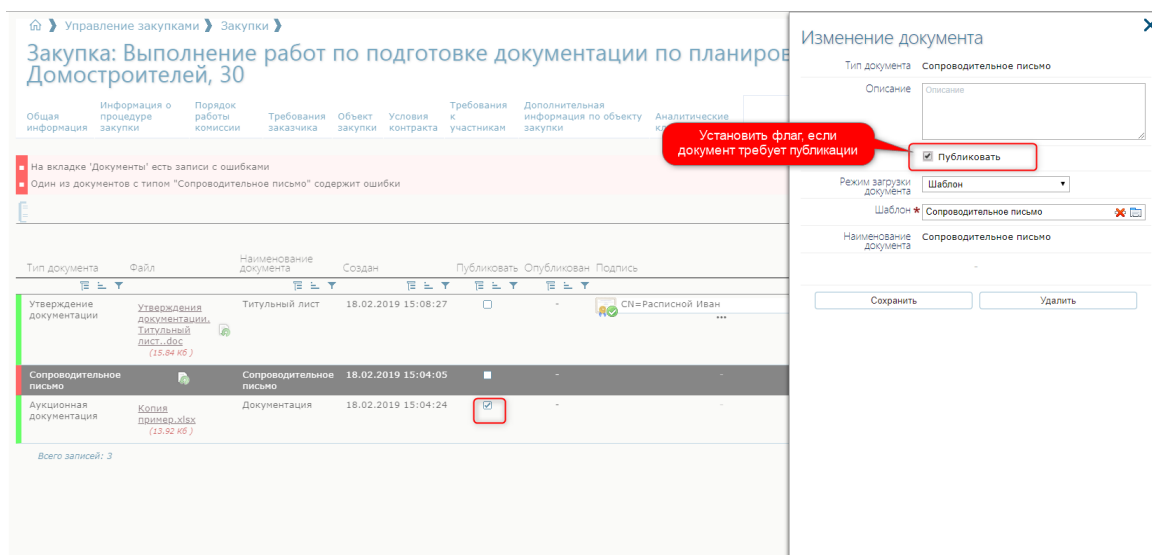 Управление закупками ❯ Закупки ❯
Закупка: Выполнение работ по подготовке документации по планиров
Домостроителей, 30
Общая информация
Информация о процедуре закупки
Порядок работы комиссии
Требования заказчика
Объект закупки
Условия контракта
Требования к участникам
Дополнительная информация по объекту закупки
Аналитические
На вкладке 'Документы' есть записи с ошибками
Один из документов с типом "Сопроводительное письмо" содержит ошибки
Тип документа Файл Наименование документа Создан Публиковать Опубликован Подпись
Утверждение документации
Утверждения
документации.
Титульный
лист..doc
(15.84 Кб )
Титульный лист 18.02.2019 15:08:27 - CN=Расписной Иван
...
Сопроводительное письмо
Сопроводительное письмо
18.02.2019 15:04:05 - -
Аукционная документация
Копия
пример.xlsx
(13.92 Кб )
Документация 18.02.2019 15:04:24 - -
Всего записей: 3
Установить флаг, если
документ требует публикации
Изменение документа
Тип документа Сопроводительное письмо
Описание Описание
Публиковать
Режим загрузки документа Шаблон
Шаблон * Сопроводительное письмо
Наименование документа Сопроводительное письмо
-
Сохранить Удалить